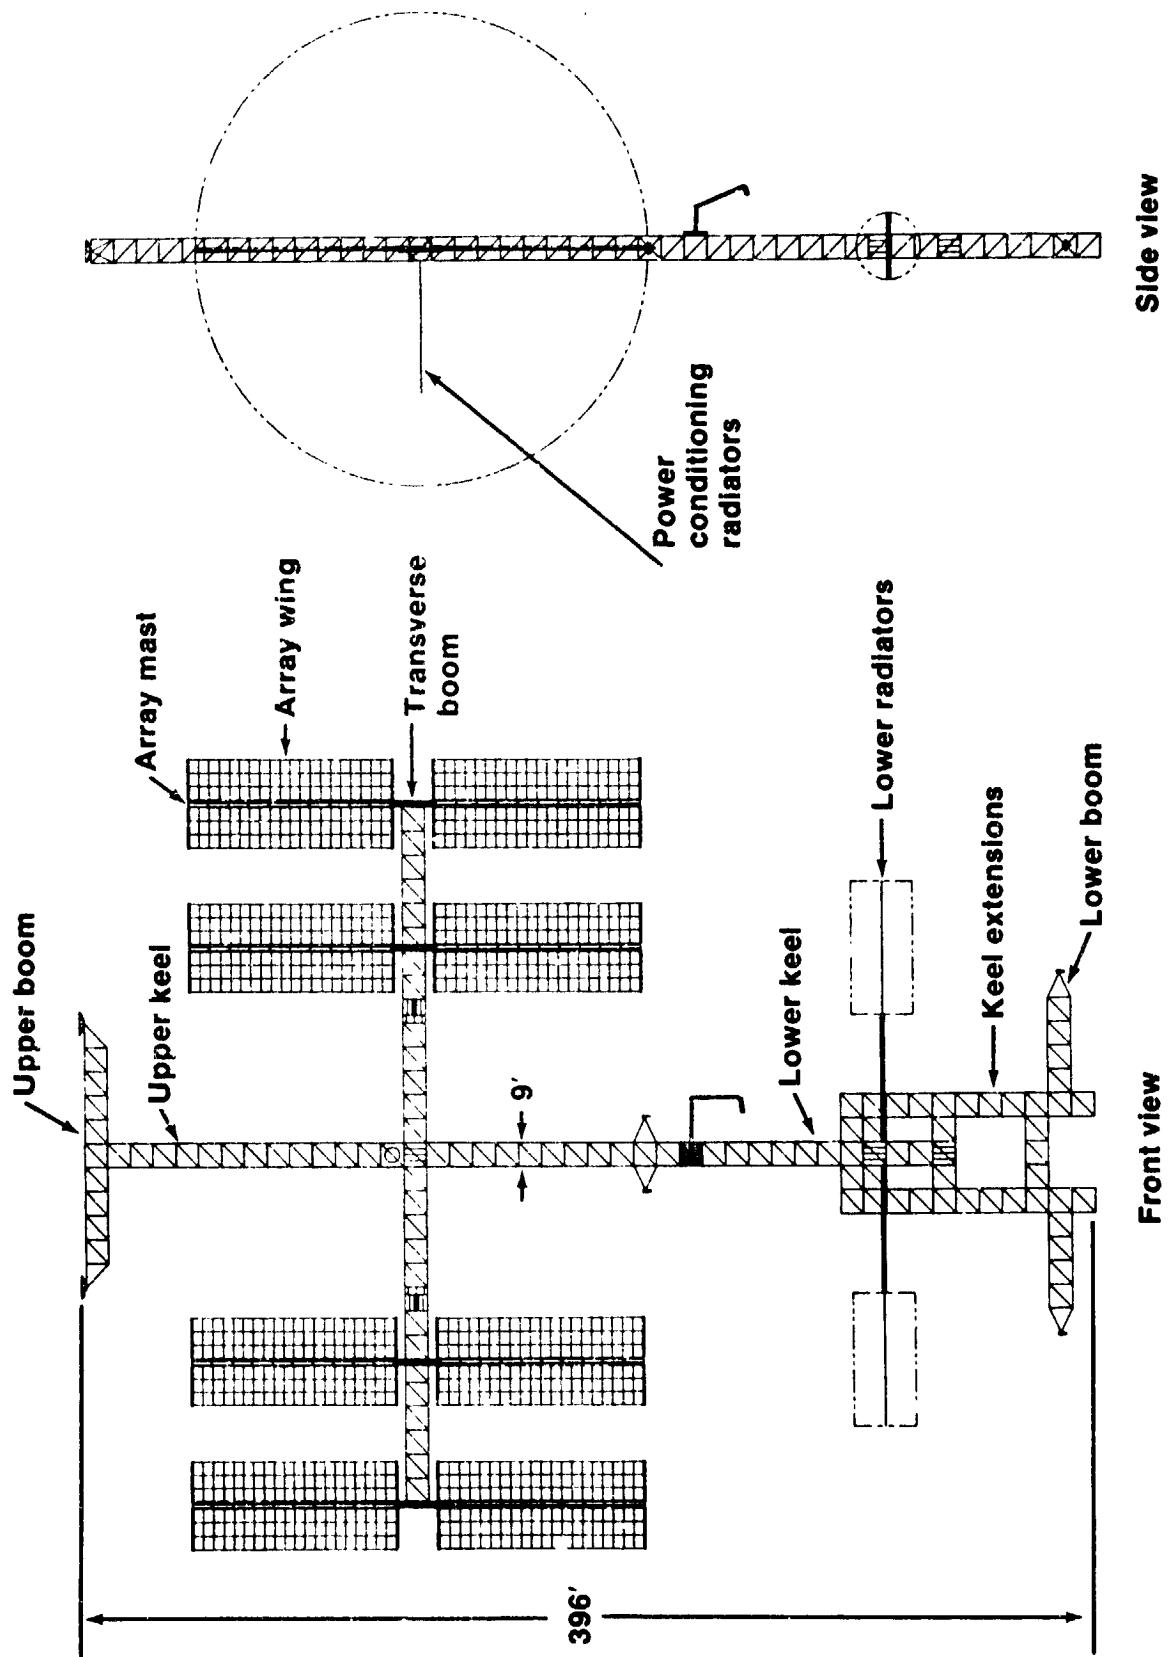 Upper boom
Upper keel
Array mast
Array wing
Transverse
boom
9′
Lower keel
Lower radiators
Keel extensions
Lower boom
396′
Front view
Power
conditioning
radiators
Side view